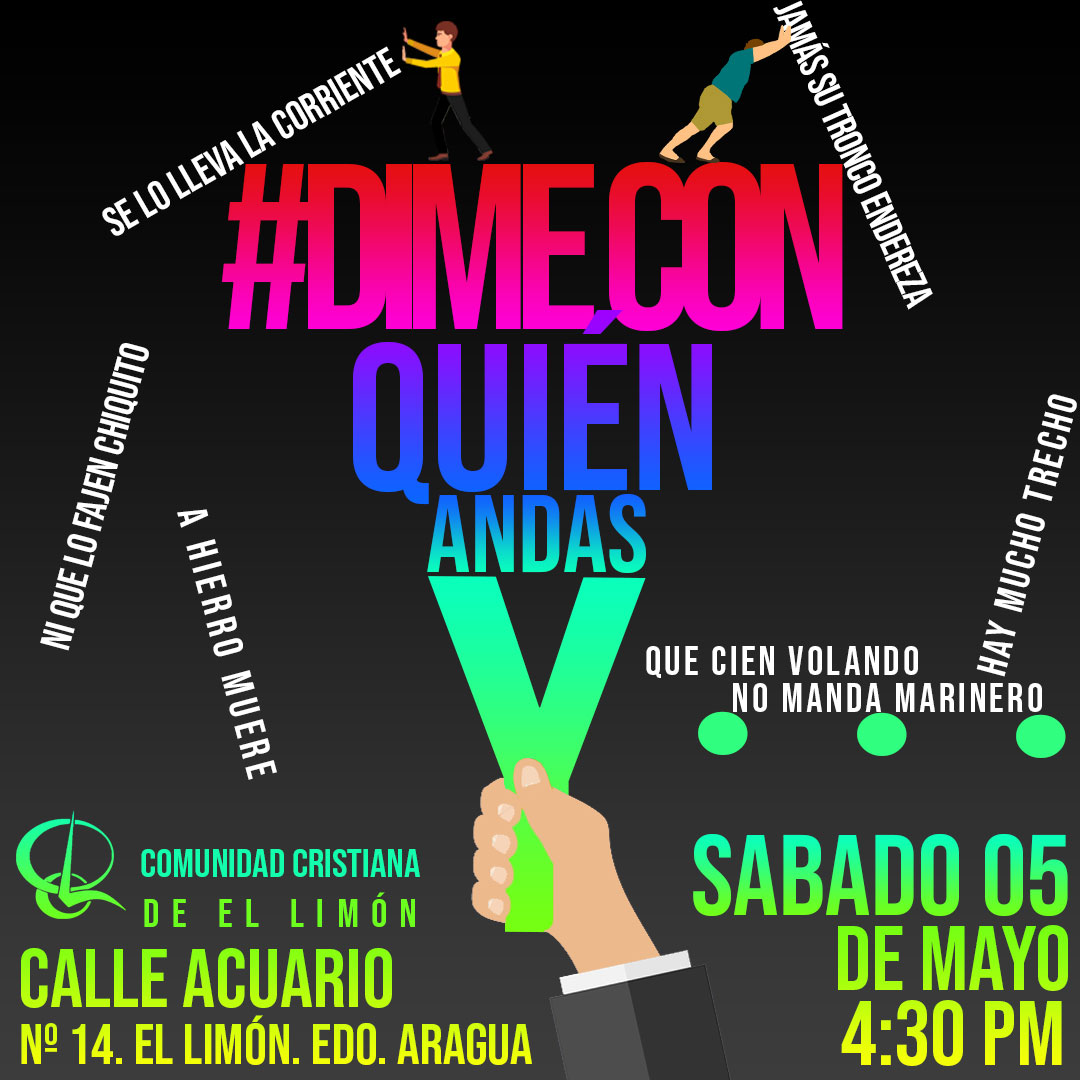 SE LO LLEVA LA CORRIENTE
JAMÁS SU TRONCO ENDEREZA
#DIME CON
QUIÉN
ANDAS
Y
NI QUE LO FAJEN CHIQUITO
A HIERRO MUERE
HAY MUCHO TRECHO
QUE CIEN VOLANDO
NO MANDA MARINERO
COMUNIDAD CRISTIANA
DE EL LIMÓN
CALLE ACUARIO
Nº 14. EL LIMÓN. EDO. ARAGUA
SABADO 05
DE MAYO
4:30 PM